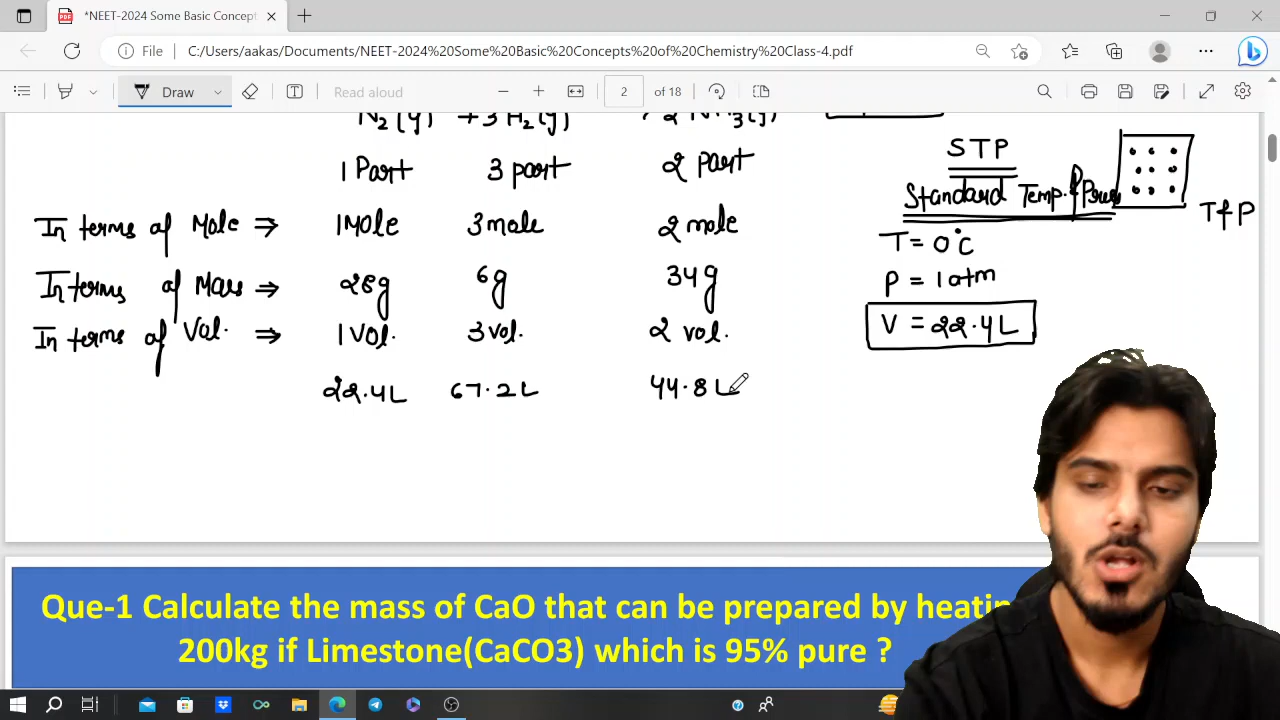 *NEET-2024 Some Basic Concept
File C:/Users/aakas/Documents/NEET-2024%20Some%20Basic%20Concepts%20of%20Chemistry%20Class-4.pdf
Draw Read aloud 2 of 18
N2(g) + 3H2(g) 2 NH3(g)
1 Part 3 part 2 Part
In terms of Mole ⇒ 1Mole 3mole 2 mole
In terms of Mass ⇒ 28g 6g 34g
In terms of Vol. ⇒ 1Vol. 3vol. 2 vol.
22.4L 67.2L 44.8L
STP
Standard Temp. &
T & P
T = 0°C
P = 1atm
V = 22.4L
Que-1 Calculate the mass of CaO that can be prepared by
200kg if Limestone(CaCO3) which is 95% pure ?